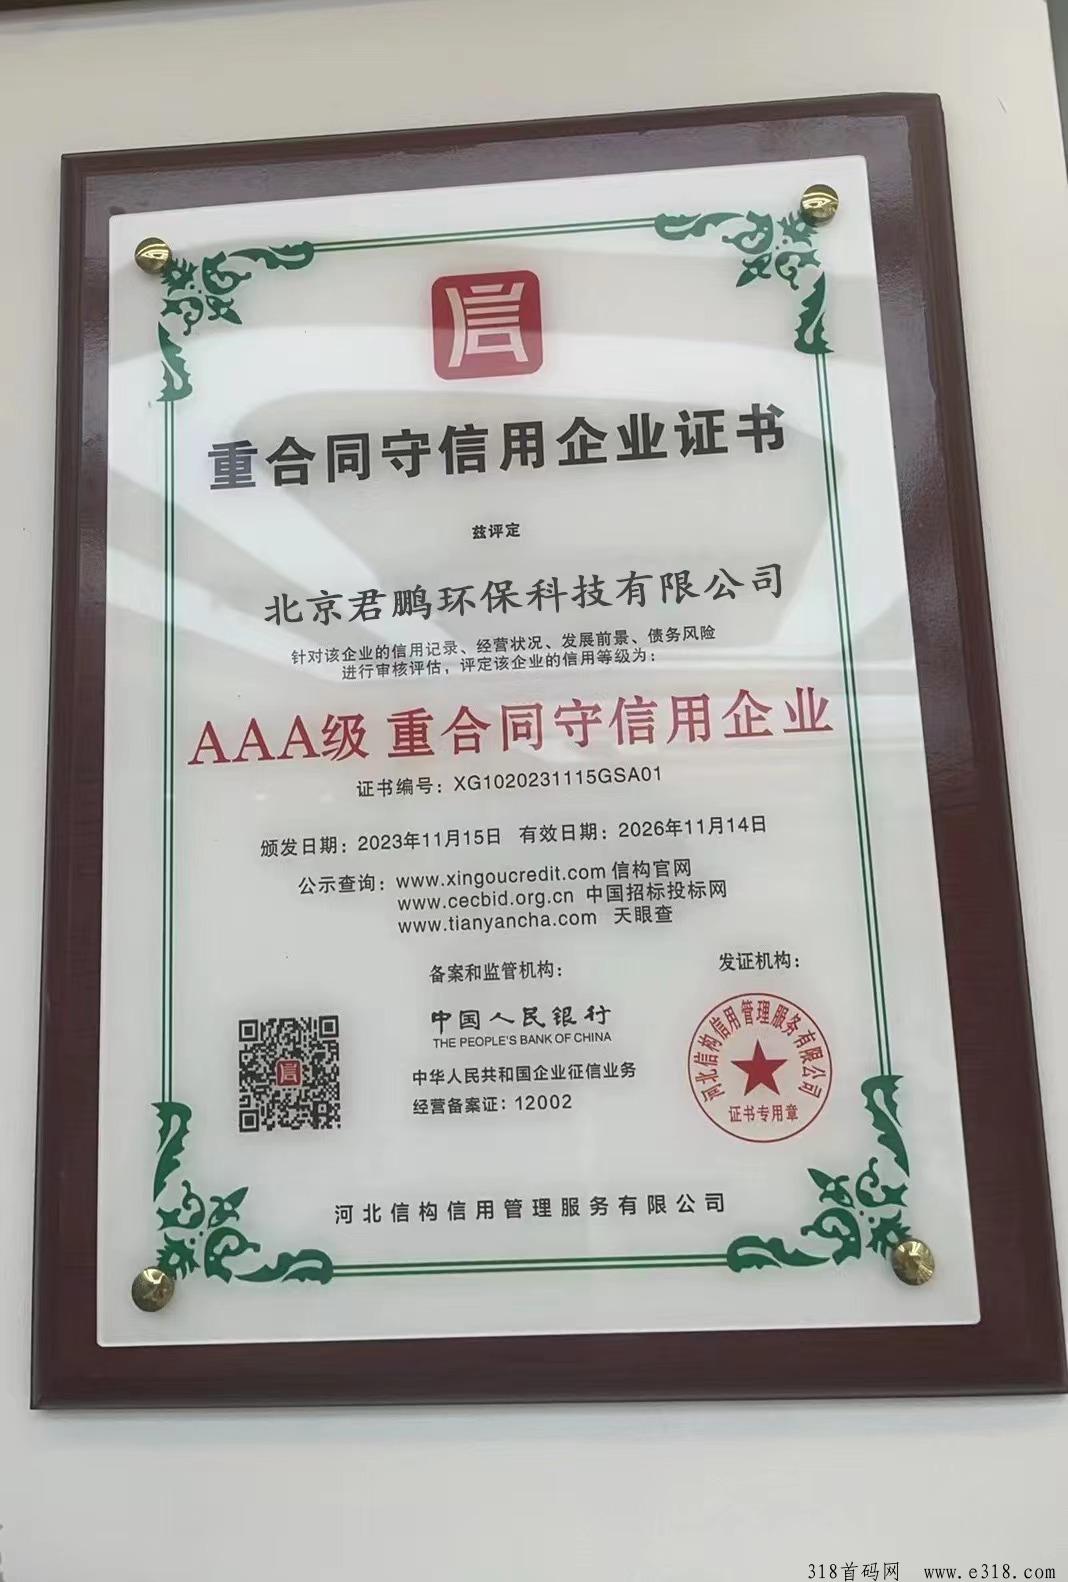 信
重合同守信用企业证书
兹评定
北京君鹏环保科技有限公司
针对该企业的信用记录、经营状况、发展前景、债务风险
进行审核评估，评定该企业的信用等级为：
AAA级 重合同守信用企业
证书编号：XG1020231115GSA01
颁发日期：2023年11月15日 有效日期：2026年11月14日
公示查询：www.xingoucredit.com 信构官网
www.cecbid.org.cn 中国招标投标网
www.tianyancha.com 天眼查
备案和监管机构：
中国人民银行
THE PEOPLE'S BANK OF CHINA
中华人民共和国企业征信业务
经营备案证：12002
发证机构：
河北信构信用管理服务有限公司
证书专用章
河北信构信用管理服务有限公司
318首码网 www.e318.com